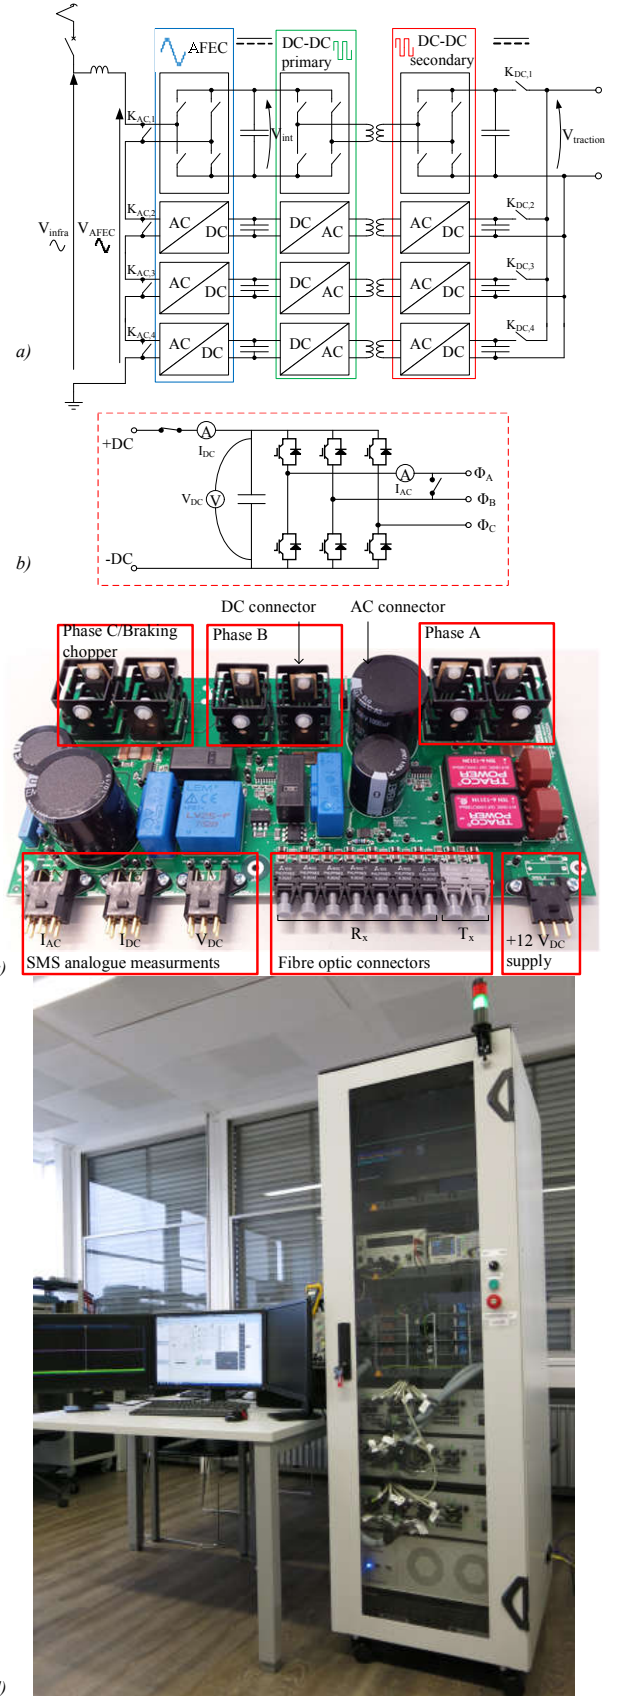 AFEC
DC-DC
primary
DC-DC
secondary
K_DC,1
K_AC,1
V_int
V_traction
K_AC,2
K_DC,2
AC
DC
DC
AC
AC
DC
V_infra
V_AFEC
K_AC,3
K_DC,3
AC
DC
DC
AC
AC
DC
K_AC,4
K_DC,4
AC
DC
DC
AC
AC
DC
a)
+DC
A
I_DC
V_DC
V
A
I_AC
Φ_A
Φ_B
Φ_C
-DC
b)
DC connector
AC connector
Phase C/Braking
chopper
Phase B
Phase A
TRACO
POWER
TRACO
POWER
LEM
I_AC
I_DC
V_DC
R_x
T_x
+12 V_DC
supply
SMS analogue measurments
Fibre optic connectors